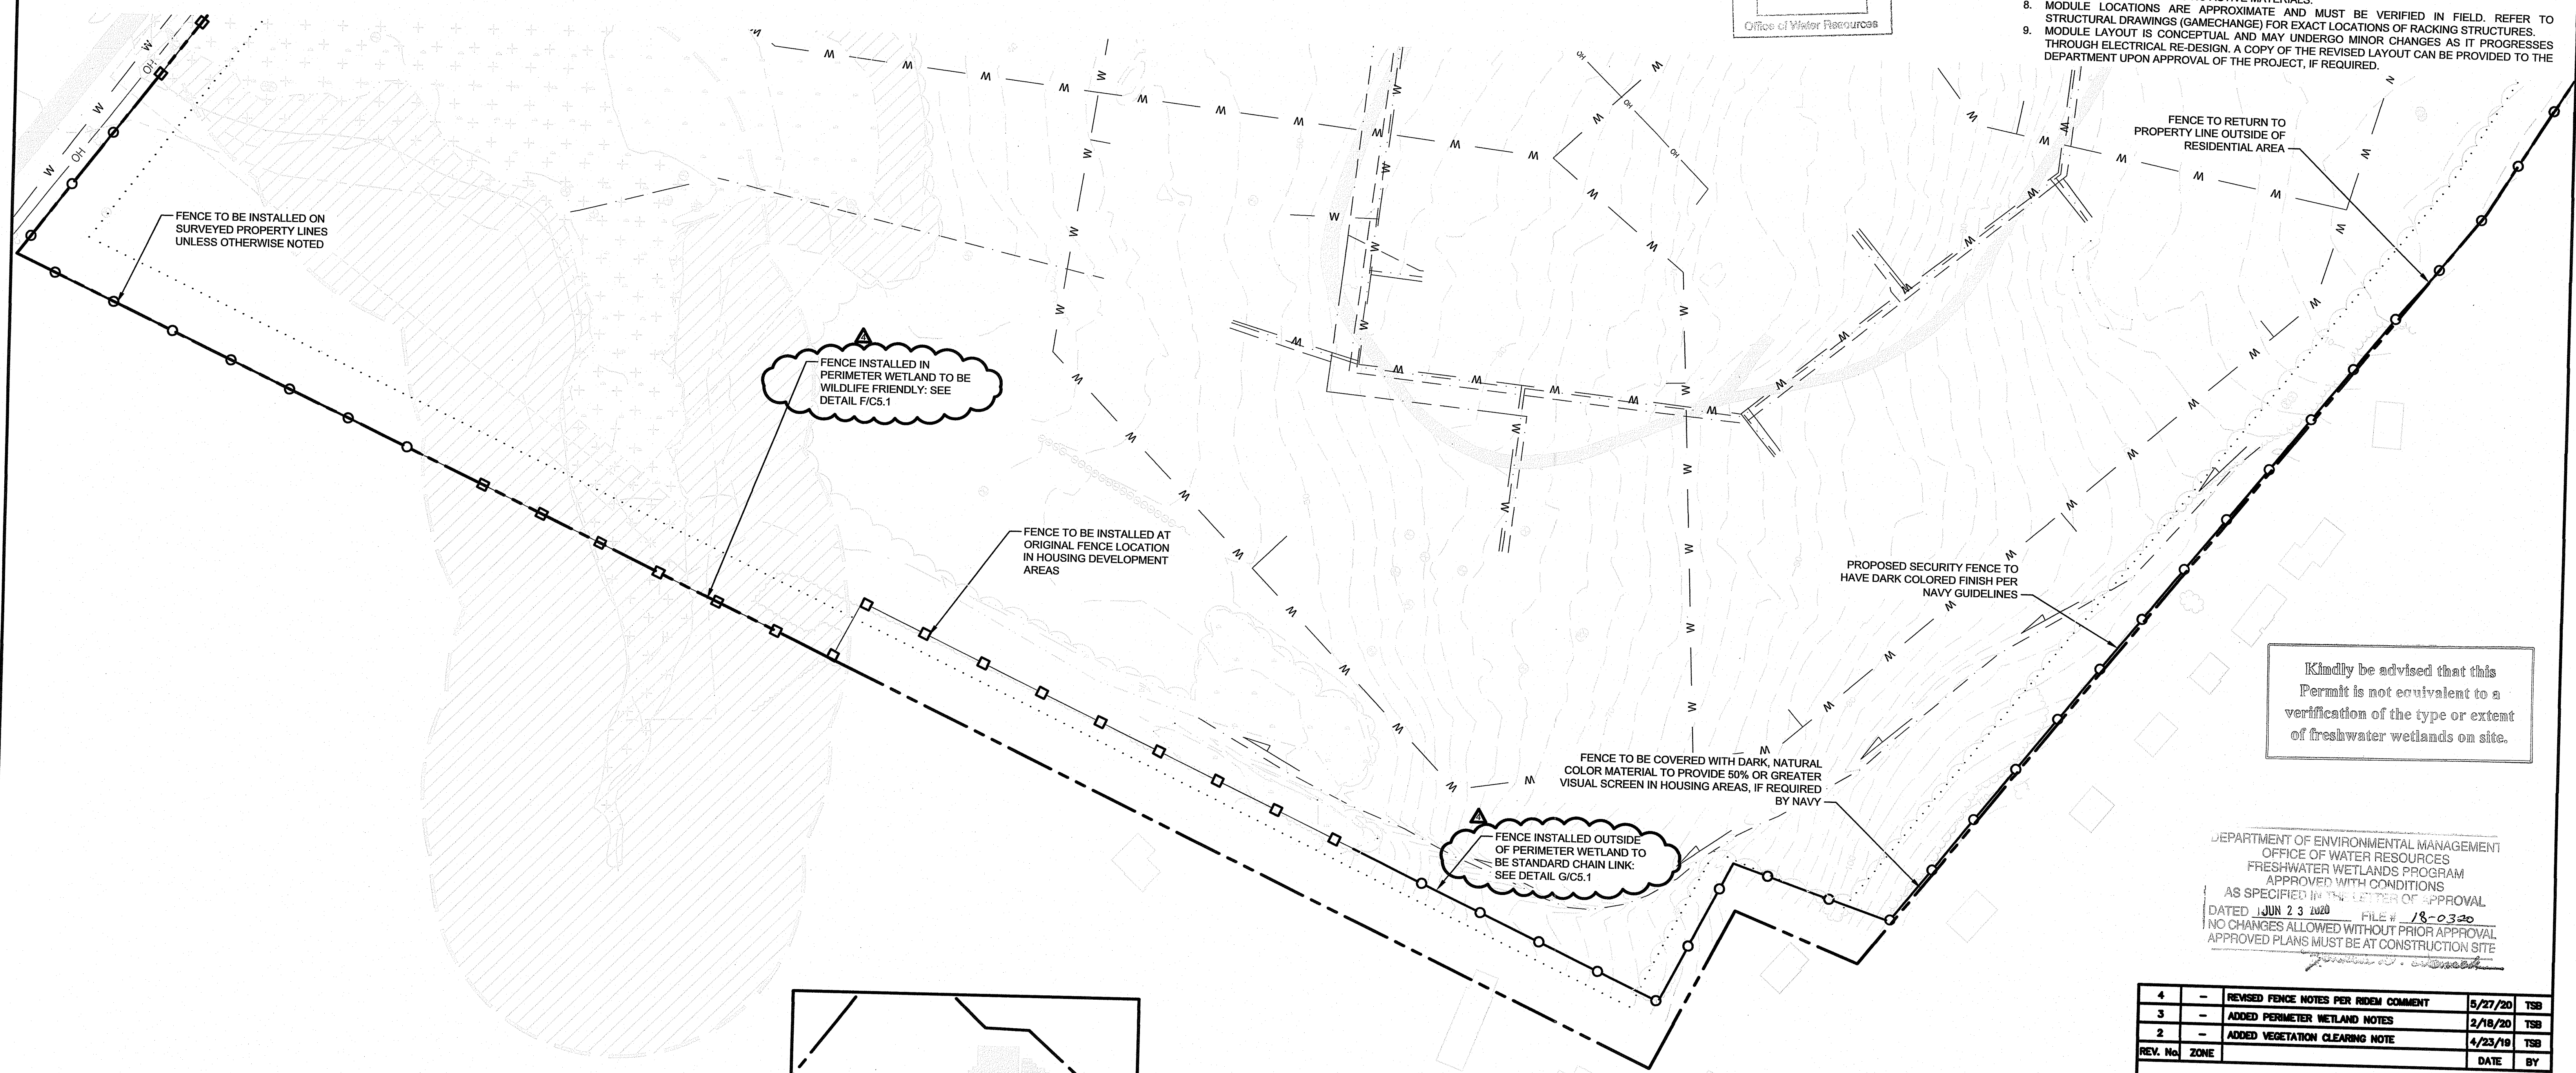 Office of Water Resources
8. MODULE LOCATIONS ARE APPROXIMATE AND MUST BE VERIFIED IN FIELD. REFER TO
STRUCTURAL DRAWINGS (GAMECHANGE) FOR EXACT LOCATIONS OF RACKING STRUCTURES.
9. MODULE LAYOUT IS CONCEPTUAL AND MAY UNDERGO MINOR CHANGES AS IT PROGRESSES
THROUGH ELECTRICAL RE-DESIGN. A COPY OF THE REVISED LAYOUT CAN BE PROVIDED TO THE
DEPARTMENT UPON APPROVAL OF THE PROJECT, IF REQUIRED.
FENCE TO RETURN TO
PROPERTY LINE OUTSIDE OF
RESIDENTIAL AREA
FENCE TO BE INSTALLED ON
SURVEYED PROPERTY LINES
UNLESS OTHERWISE NOTED
4
FENCE INSTALLED IN
PERIMETER WETLAND TO BE
WILDLIFE FRIENDLY: SEE
DETAIL F/C5.1
FENCE TO BE INSTALLED AT
ORIGINAL FENCE LOCATION
IN HOUSING DEVELOPMENT
AREAS
PROPOSED SECURITY FENCE TO
HAVE DARK COLORED FINISH PER
NAVY GUIDELINES
Kindly be advised that this
Permit is not equivalent to a
verification of the type or extent
of freshwater wetlands on site.
FENCE TO BE COVERED WITH DARK, NATURAL
COLOR MATERIAL TO PROVIDE 50% OR GREATER
VISUAL SCREEN IN HOUSING AREAS, IF REQUIRED
BY NAVY
4
FENCE INSTALLED OUTSIDE
OF PERIMETER WETLAND TO
BE STANDARD CHAIN LINK:
SEE DETAIL G/C5.1
DEPARTMENT OF ENVIRONMENTAL MANAGEMENT
OFFICE OF WATER RESOURCES
FRESHWATER WETLANDS PROGRAM
APPROVED WITH CONDITIONS
AS SPECIFIED IN THE LETTER OF APPROVAL
DATED JUN 23 2020 FILE # 18-0320
NO CHANGES ALLOWED WITHOUT PRIOR APPROVAL
APPROVED PLANS MUST BE AT CONSTRUCTION SITE
4 - REVISED FENCE NOTES PER RIDEM COMMENT 5/27/20 TSB
3 - ADDED PERIMETER WETLAND NOTES 2/18/20 TSB
2 - ADDED VEGETATION CLEARING NOTE 4/23/19 TSB
REV. No. ZONE DATE BY